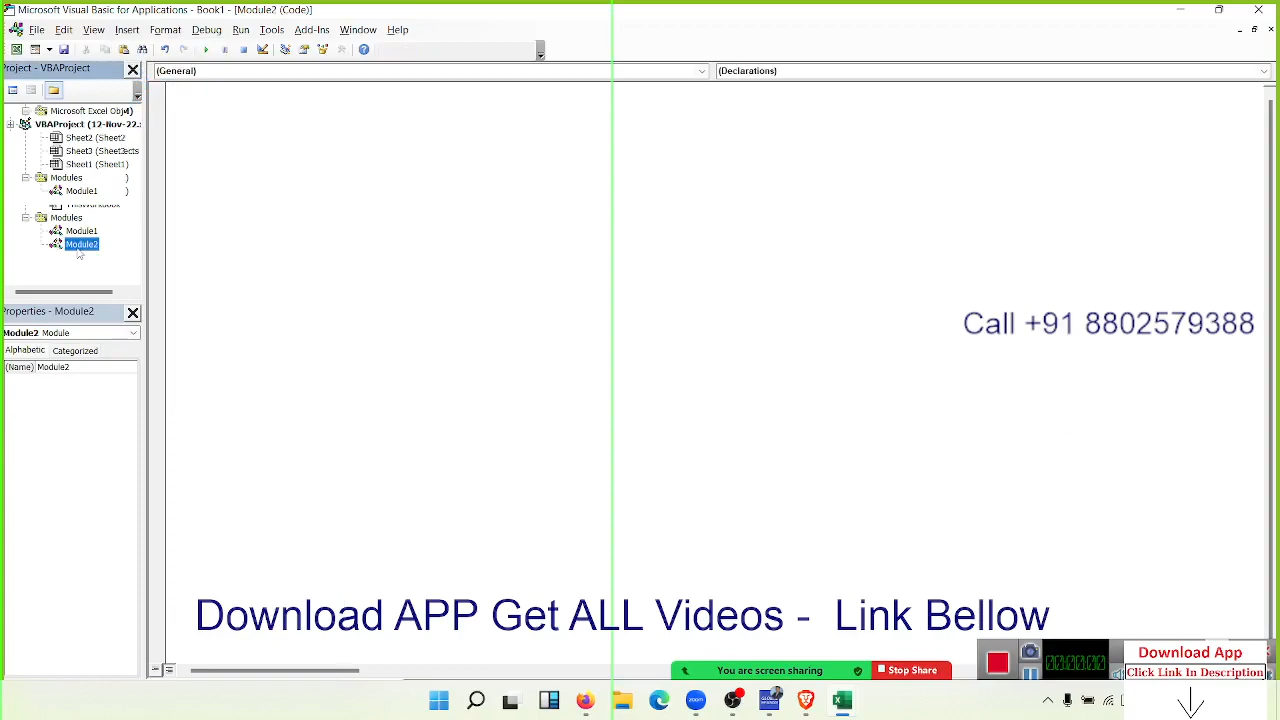 Microsoft Visual Basic for Applications - Book1 - [Module2 (Code)]
File Edit View Insert Format Debug Run Tools Add-Ins Window Help
Project - VBAProject
(General)
(Declarations)
Microsoft Excel Obj
VBAProject (12-Nov-22.
Sheet2 (Sheet2
Sheet3 (Sheet3
Sheet1 (Sheet1)
Modules
Module1
Modules
Module1
Module2
Properties - Module2
Module2 Module
Alphabetic Categorized
(Name) Module2
Call +91 8802579388
Download APP Get ALL Videos - Link Bellow
You are screen sharing
Stop Share
00:00:00
Download App
Click Link In Description